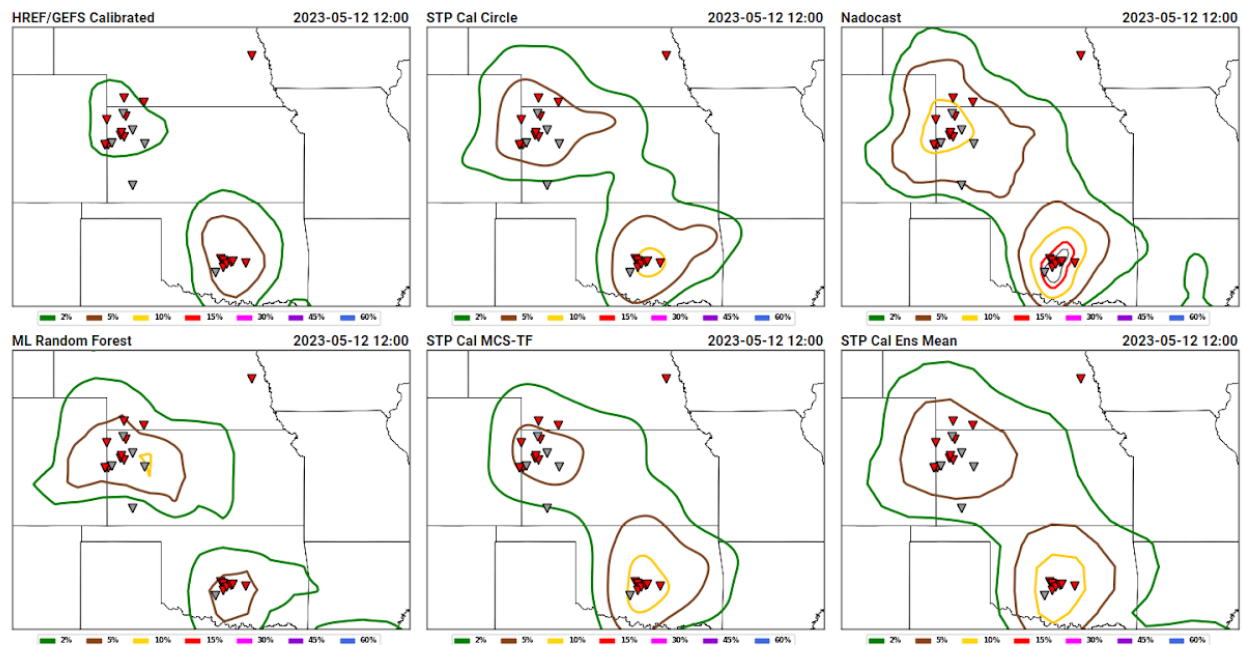 HREF/GEFS Calibrated 2023-05-12 12:00
STP Cal Circle 2023-05-12 12:00
Nadocast 2023-05-12 12:00
2% 5% 10% 15% 30% 45% 60%
2% 5% 10% 15% 30% 45% 60%
2% 5% 10% 15% 30% 45% 60%
ML Random Forest 2023-05-12 12:00
STP Cal MCS-TF 2023-05-12 12:00
STP Cal Ens Mean 2023-05-12 12:00
2% 5% 10% 15% 30% 45% 60%
2% 5% 10% 15% 30% 45% 60%
2% 5% 10% 15% 30% 45% 60%